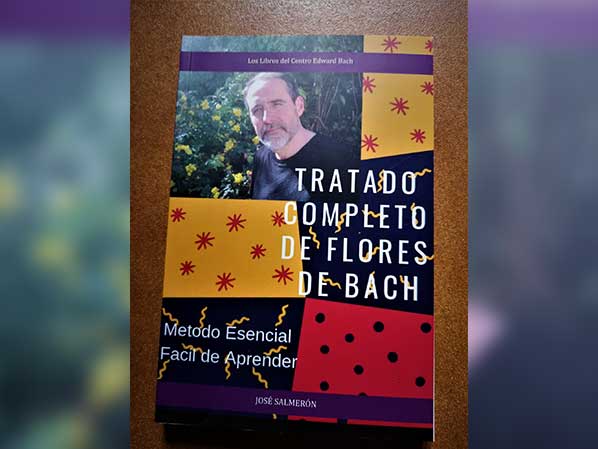 Los Libros del Centro Edward Bach
TRATADO
COMPLETO
DE FLORES
DE BACH
Metodo Esencial
Facil de Aprender
JOSÉ SALMERÓN